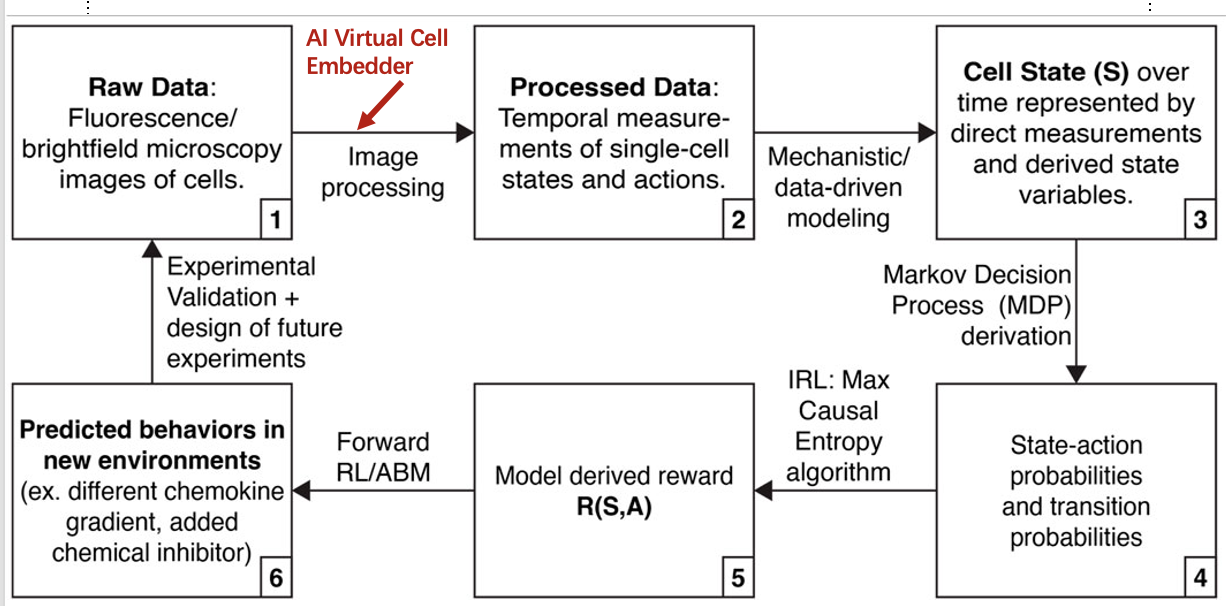 AI Virtual Cell
Embedder
Raw Data:
Fluorescence/
brightfield microscopy
images of cells.
1
Image
processing
Processed Data:
Temporal measure-
ments of single-cell
states and actions.
2
Mechanistic/
data-driven
modeling
Cell State (S) over
time represented by
direct measurements
and derived state
variables.
3
Markov Decision
Process (MDP)
derivation
State-action
probabilities
and transition
probabilities
4
IRL: Max
Causal
Entropy
algorithm
Model derived reward
R(S,A)
5
Forward
RL/ABM
Predicted behaviors in
new environments
(ex. different chemokine
gradient, added
chemical inhibitor)
6
Experimental
Validation +
design of future
experiments